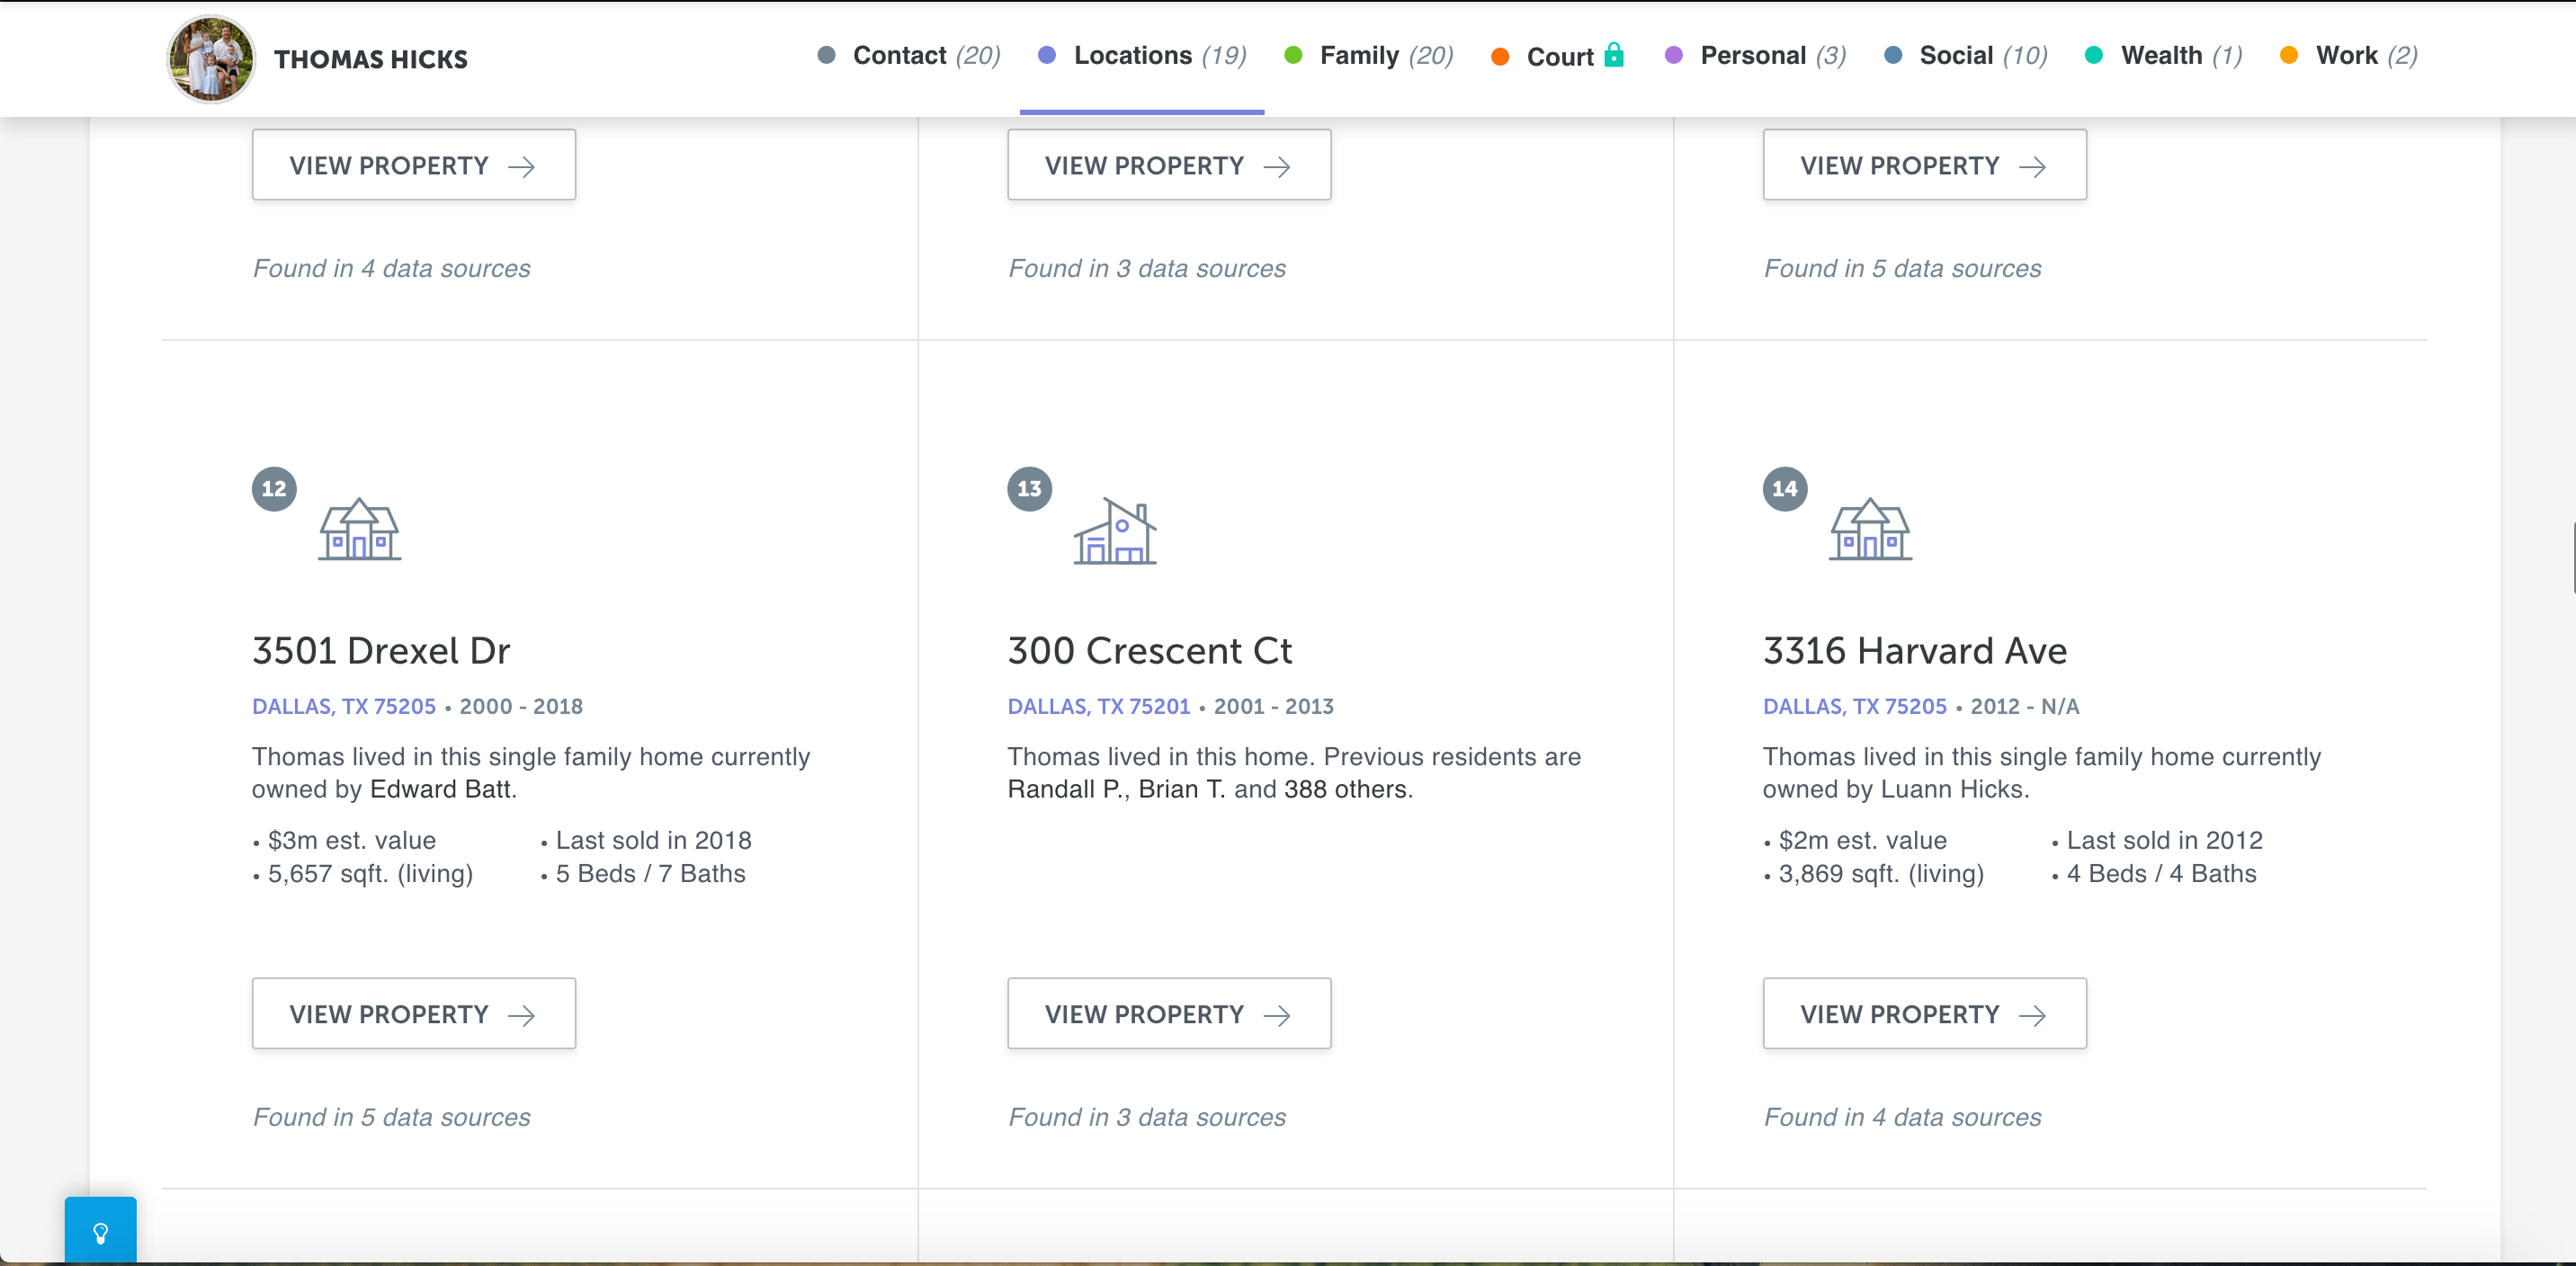 THOMAS HICKS
Contact (20) Locations (19) Family (20) Court Personal (3) Social (10) Wealth (1) Work (2)
VIEW PROPERTY
VIEW PROPERTY
VIEW PROPERTY
Found in 4 data sources
Found in 3 data sources
Found in 5 data sources
12
3501 Drexel Dr
DALLAS, TX 75205 • 2000 - 2018
Thomas lived in this single family home currently
owned by Edward Batt.
• $3m est. value • Last sold in 2018
• 5,657 sqft. (living) • 5 Beds / 7 Baths
VIEW PROPERTY
Found in 5 data sources
13
300 Crescent Ct
DALLAS, TX 75201 • 2001 - 2013
Thomas lived in this home. Previous residents are
Randall P., Brian T. and 388 others.
VIEW PROPERTY
Found in 3 data sources
14
3316 Harvard Ave
DALLAS, TX 75205 • 2012 - N/A
Thomas lived in this single family home currently
owned by Luann Hicks.
• $2m est. value • Last sold in 2012
• 3,869 sqft. (living) • 4 Beds / 4 Baths
VIEW PROPERTY
Found in 4 data sources